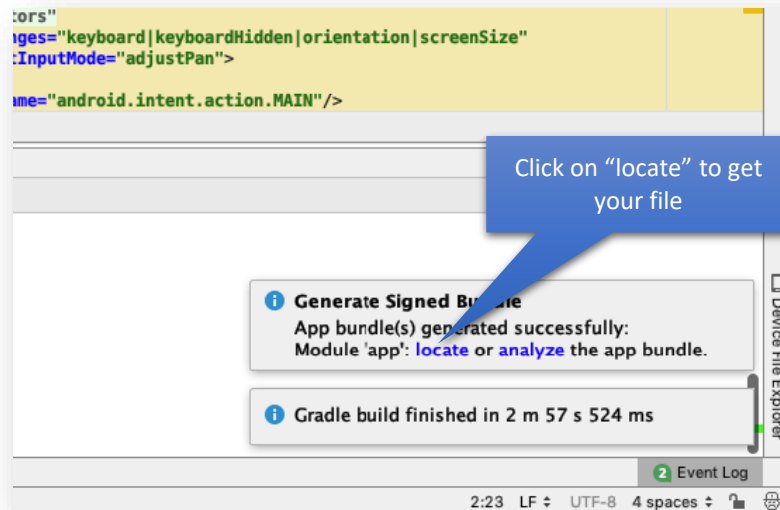 tors"
nges="keyboard|keyboardHidden|orientation|screenSize"
tInputMode="adjustPan">
ame="android.intent.action.MAIN"/>
Click on “locate” to get
your file
Generate Signed Bundle
App bundle(s) generated successfully:
Module 'app': locate or analyze the app bundle.
Gradle build finished in 2 m 57 s 524 ms
Device File Explorer
2 Event Log
2:23 LF UTF-8 4 spaces